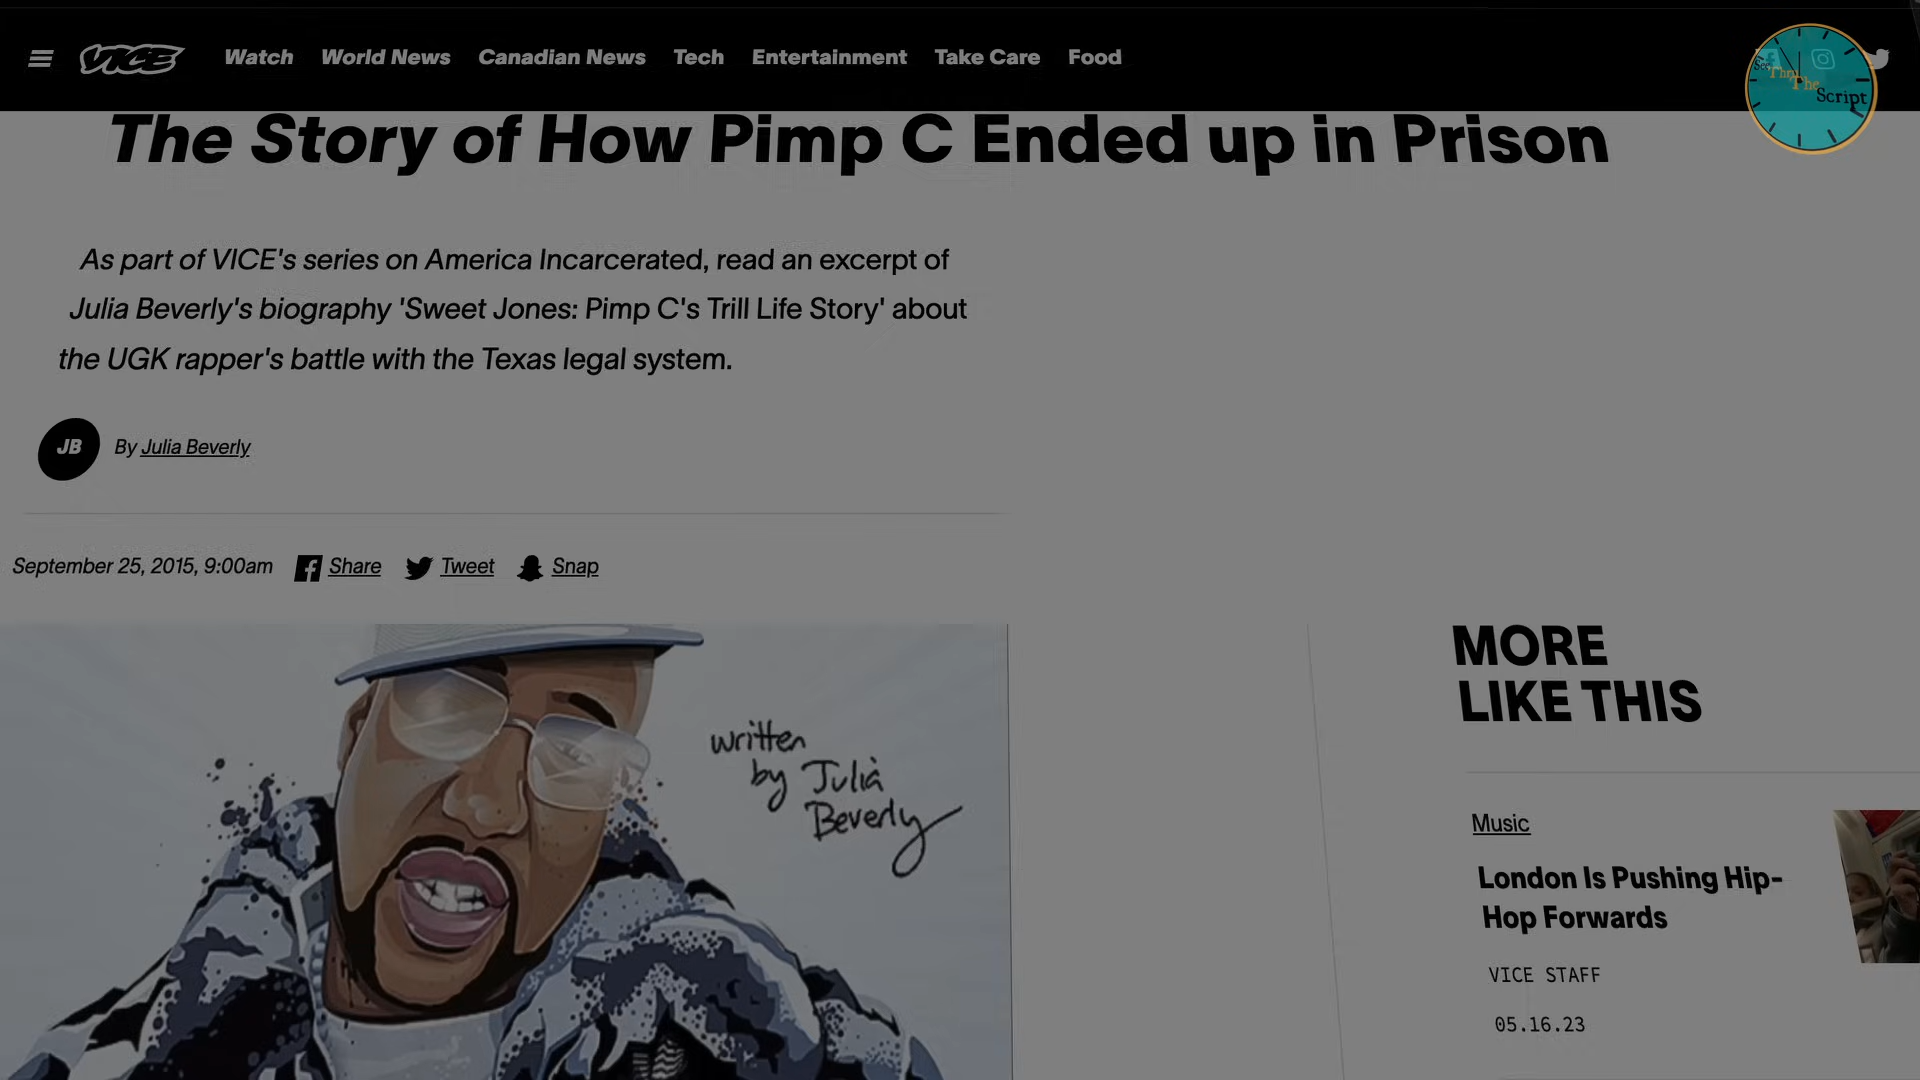 VICE
Watch World News Canadian News Tech Entertainment Take Care Food
See Thru The Script
The Story of How Pimp C Ended up in Prison
As part of VICE's series on America Incarcerated, read an excerpt of
Julia Beverly's biography 'Sweet Jones: Pimp C's Trill Life Story' about
the UGK rapper's battle with the Texas legal system.
JB By Julia Beverly
September 25, 2015, 9:00am Share Tweet Snap
written
by Julia
Beverly
MORE
LIKE THIS
Music
London Is Pushing Hip-
Hop Forwards
VICE STAFF
05.16.23